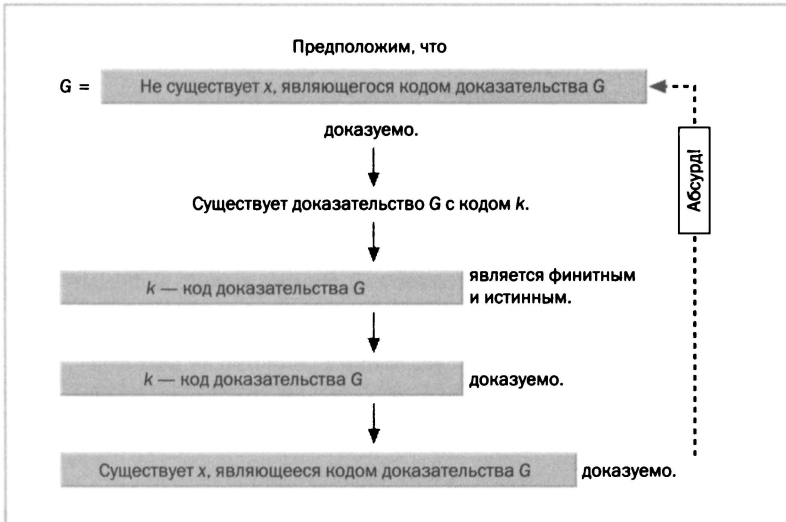 Предположим, что
G = Не существует x, являющегося кодом доказательства G
доказуемо.
Существует доказательство G с кодом k.
k — код доказательства G
является финитным
и истинным.
k — код доказательства G доказуемо.
Существует x, являющееся кодом доказательства G доказуемо.
Абсурд!